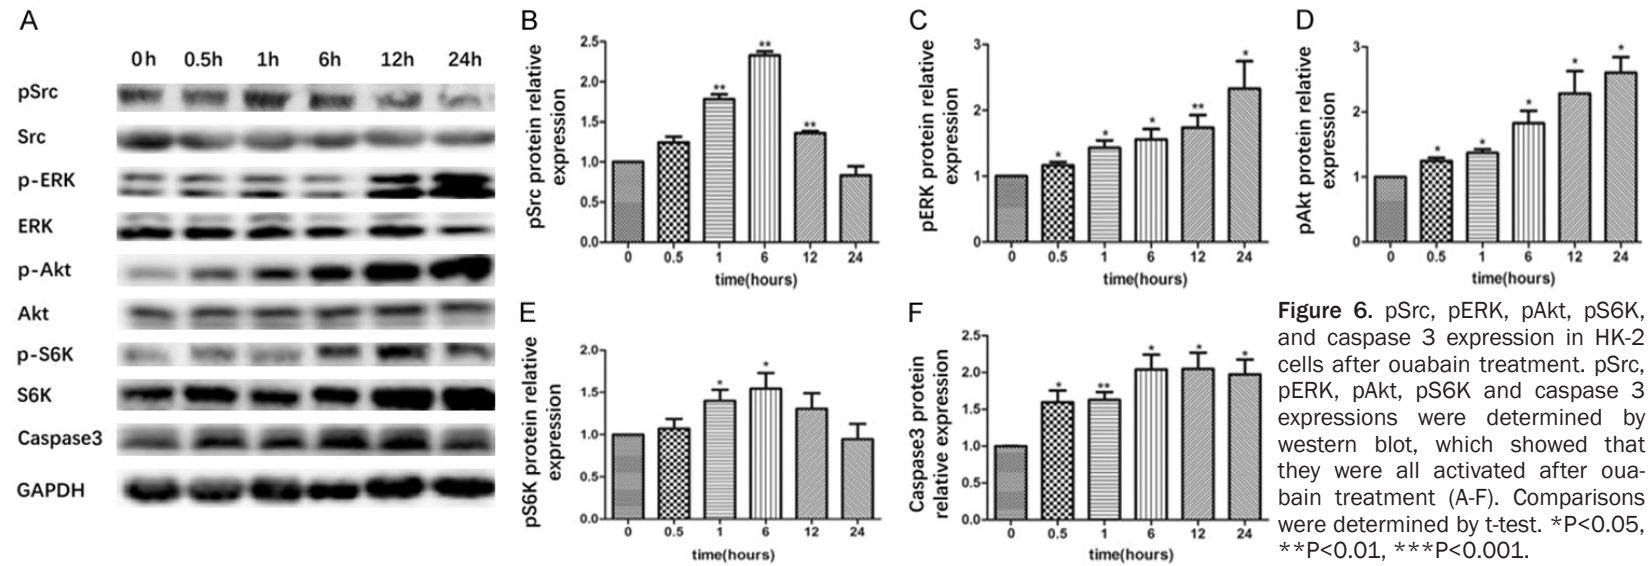 A
0h 0.5h 1h 6h 12h 24h
pSrc
Src
p-ERK
ERK
p-Akt
Akt
p-S6K
S6K
Caspase3
GAPDH
B
pSrc protein relative
expression
2.5
2.0
1.5
1.0
0.5
0.0
** ** **
0 0.5 1 6 12 24
time(hours)
C
pERK protein relative
expression
3
2
1
0
* * * ** *
0 0.5 1 6 12 24
time(hours)
D
pAkt protein relative
expression
3
2
1
0
* * * * *
0 0.5 1 6 12 24
time(hours)
E
pS6K protein relative
expression
2.0
1.5
1.0
0.5
0.0
* *
0 0.5 1 6 12 24
time(hours)
F
Caspase3 protein
relative expression
2.5
2.0
1.5
1.0
0.5
0.0
* ** * * *
0 0.5 1 6 12 24
time(hours)
Figure 6. pSrc, pERK, pAkt, pS6K,
and caspase 3 expression in HK-2
cells after ouabain treatment. pSrc,
pERK, pAkt, pS6K and caspase 3
expressions were determined by
western blot, which showed that
they were all activated after oua-
bain treatment (A-F). Comparisons
were determined by t-test. *P<0.05,
**P<0.01, ***P<0.001.